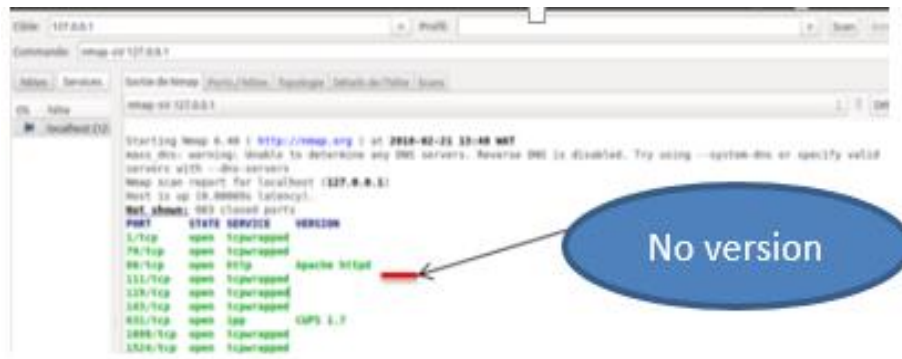 Cible 127.0.0.1 Profil Scan
Commande nmap -sV 127.0.0.1
Hôtes Services Sortie de Nmap Ports / Hôtes Topologie Détails de l'hôte Scans
OS Hôte nmap -sV 127.0.0.1
localhost (12
Starting Nmap 6.40 ( http://nmap.org ) at 2018-02-21 13:48 WAT
mass_dns: warning: Unable to determine any DNS servers. Reverse DNS is disabled. Try using --system-dns or specify valid
servers with --dns-servers
Nmap scan report for localhost (127.0.0.1)
Host is up latency).
Not shown: closed ports
PORT STATE SERVICE VERSION
1/tcp open tcpwrapped
79/tcp open tcpwrapped
80/tcp open http Apache httpd
111/tcp open tcpwrapped
119/tcp open tcpwrapped
143/tcp open tcpwrapped
631/tcp open ipp CUPS 1.7
1080/tcp open tcpwrapped
1524/tcp open tcpwrapped
No version